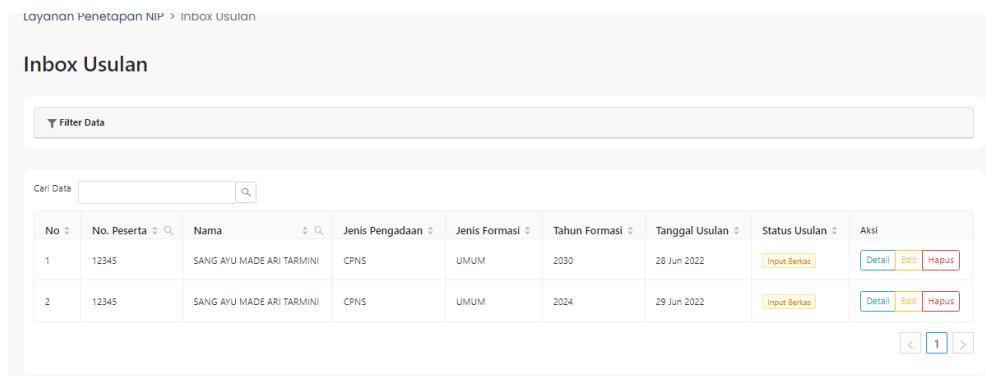 Layanan Penetapan NIP > Inbox Usulan
Inbox Usulan
Filter Data
Cari Data
No No. Peserta Nama Jenis Pengadaan Jenis Formasi Tahun Formasi Tanggal Usulan Status Usulan Aksi
1 12345 SANG AYU MADE ARI TARMINI CPNS UMUM 2030 28 Jun 2022 Input Berkas Detail Edit Hapus
2 12345 SANG AYU MADE ARI TARMINI CPNS UMUM 2024 29 Jun 2022 Input Berkas Detail Edit Hapus
< 1 >